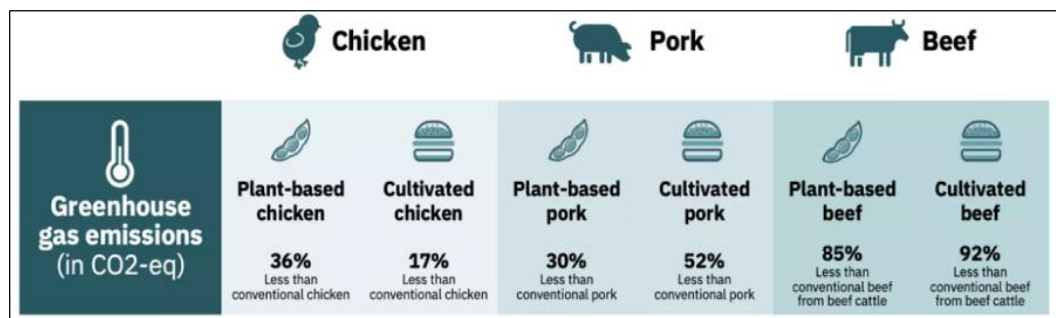 Chicken
Pork
Beef
Greenhouse
gas emissions
(in CO2-eq)
Plant-based
chicken
36%
Less than
conventional chicken
Cultivated
chicken
17%
Less than
conventional chicken
Plant-based
pork
30%
Less than
conventional pork
Cultivated
pork
52%
Less than
conventional pork
Plant-based
beef
85%
Less than
conventional beef
from beef cattle
Cultivated
beef
92%
Less than
conventional beef
from beef cattle